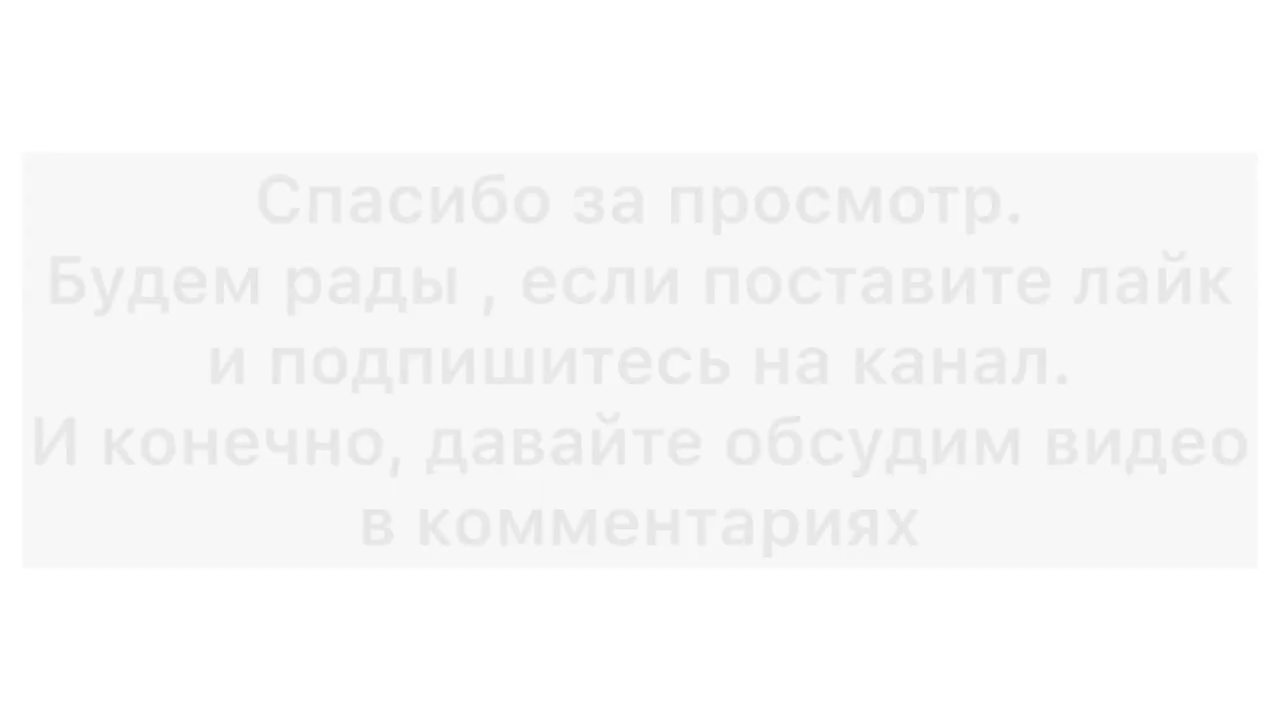 Спасибо за просмотр.
Будем рады , если поставите лайк
и подпишитесь на канал.
И конечно, давайте обсудим видео
в комментариях